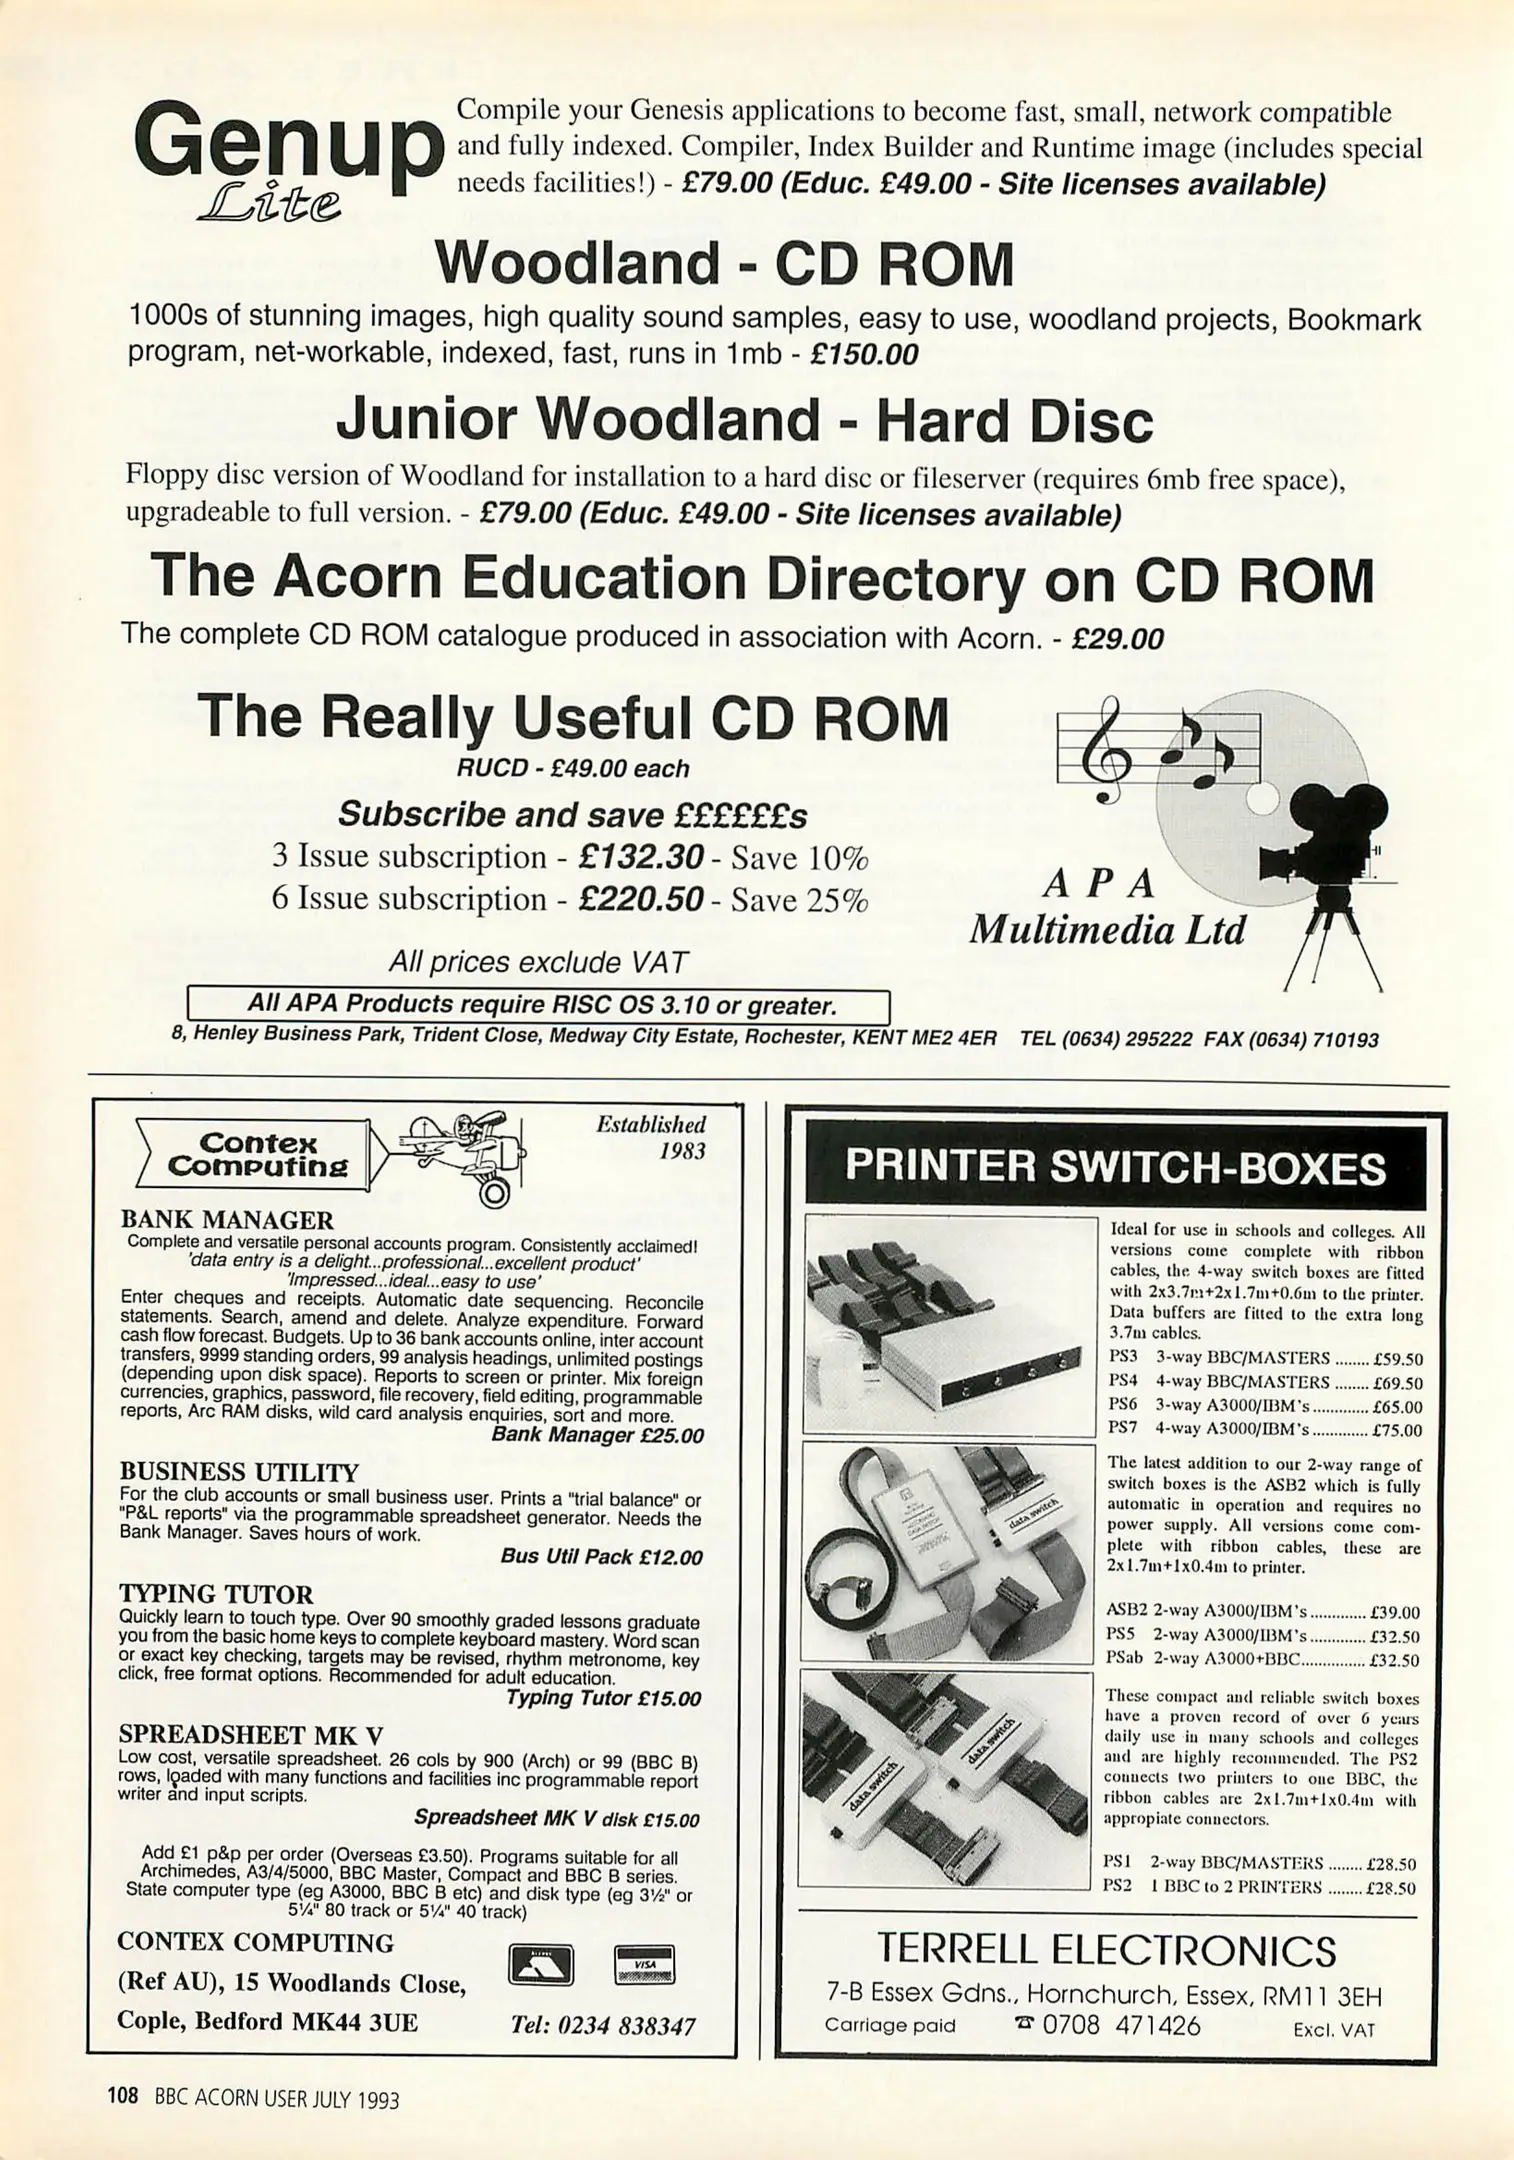 Genup
Lite
Compile your Genesis applications to become fast, small, network compatible
and fully indexed. Compiler, Index Builder and Runtime image (includes special
needs facilities!) - £79.00 (Educ. £49.00 - Site licenses available)
Woodland - CD ROM
1000s of stunning images, high quality sound samples, easy to use, woodland projects, Bookmark
program, net-workable, indexed, fast, runs in 1mb - £150.00
Junior Woodland - Hard Disc
Floppy disc version of Woodland for installation to a hard disc or fileserver (requires 6mb free space),
upgradeable to full version. - £79.00 (Educ. £49.00 - Site licenses available)
The Acorn Education Directory on CD ROM
The complete CD ROM catalogue produced in association with Acorn. - £29.00
The Really Useful CD ROM
RUCD - £49.00 each
Subscribe and save ££££££s
3 Issue subscription - £132.30 - Save 10%
6 Issue subscription - £220.50 - Save 25%
All prices exclude VAT
All APA Products require RISC OS 3.10 or greater.
A P A
Multimedia Ltd
8, Henley Business Park, Trident Close, Medway City Estate, Rochester, KENT ME2 4ER TEL (0634) 295222 FAX (0634) 710193
Contex
Computing
Established
1983
BANK MANAGER
Complete and versatile personal accounts program. Consistently acclaimed!
'data entry is a delight...professional...excellent product'
'Impressed...ideal...easy to use'
Enter cheques and receipts. Automatic date sequencing. Reconcile
statements. Search, amend and delete. Analyze expenditure. Forward
cash flow forecast. Budgets. Up to 36 bank accounts online, inter account
transfers, 9999 standing orders, 99 analysis headings, unlimited postings
(depending upon disk space). Reports to screen or printer. Mix foreign
currencies, graphics, password, file recovery, field editing, programmable
reports, Arc RAM disks, wild card analysis enquiries, sort and more.
Bank Manager £25.00
BUSINESS UTILITY
For the club accounts or small business user. Prints a "trial balance" or
"P&L reports" via the programmable spreadsheet generator. Needs the
Bank Manager. Saves hours of work.
Bus Util Pack £12.00
TYPING TUTOR
Quickly learn to touch type. Over 90 smoothly graded lessons graduate
you from the basic home keys to complete keyboard mastery. Word scan
or exact key checking, targets may be revised, rhythm metronome, key
click, free format options. Recommended for adult education.
Typing Tutor £15.00
SPREADSHEET MK V
Low cost, versatile spreadsheet. 26 cols by 900 (Arch) or 99 (BBC B)
rows, loaded with many functions and facilities inc programmable report
writer and input scripts.
Spreadsheet MK V disk £15.00
Add £1 p&p per order (Overseas £3.50). Programs suitable for all
Archimedes, A3/4/5000, BBC Master, Compact and BBC B series.
State computer type (eg A3000, BBC B etc) and disk type (eg 3½" or
5¼" 80 track or 5¼" 40 track)
CONTEX COMPUTING
(Ref AU), 15 Woodlands Close,
Cople, Bedford MK44 3UE
VISA
Tel: 0234 838347
PRINTER SWITCH-BOXES
Ideal for use in schools and colleges. All
versions come complete with ribbon
cables, the 4-way switch boxes are fitted
with 2x3.7m+2x1.7m+0.6m to the printer.
Data buffers are fitted to the extra long
3.7m cables.
PS3 3-way BBC/MASTERS ........ £59.50
PS4 4-way BBC/MASTERS ........ £69.50
PS6 3-way A3000/IBM's ............. £65.00
PS7 4-way A3000/IBM's ............. £75.00
data switch
The latest addition to our 2-way range of
switch boxes is the ASB2 which is fully
automatic in operation and requires no
power supply. All versions come com-
plete with ribbon cables, these are
2x1.7m+1x0.4m to printer.
ASB2 2-way A3000/IBM's ............. £39.00
PS5 2-way A3000/IBM's ............. £32.50
PSab 2-way A3000+BBC............... £32.50
data switch
data switch
These compact and reliable switch boxes
have a proven record of over 6 years
daily use in many schools and colleges
and are highly recommended. The PS2
connects two printers to one BBC, the
ribbon cables are 2x1.7m+1x0.4m with
appropiate connectors.
PS1 2-way BBC/MASTERS ........ £28.50
PS2 1 BBC to 2 PRINTERS ........ £28.50
TERRELL ELECTRONICS
7-B Essex Gdns., Hornchurch, Essex, RM11 3EH
Carriage paid ☎ 0708 471426 Excl. VAT
108 BBC ACORN USER JULY 1993